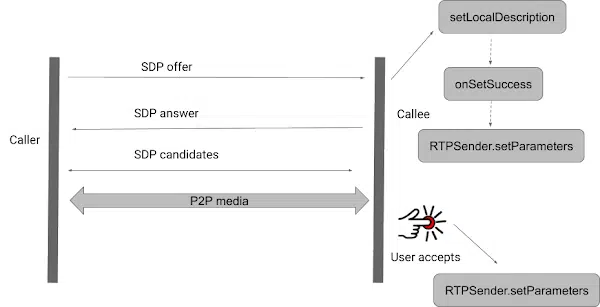 setLocalDescription
SDP offer
onSetSuccess
SDP answer
Callee
Caller
RTPSender.setParameters
SDP candidates
P2P media
User accepts
RTPSender.setParameters